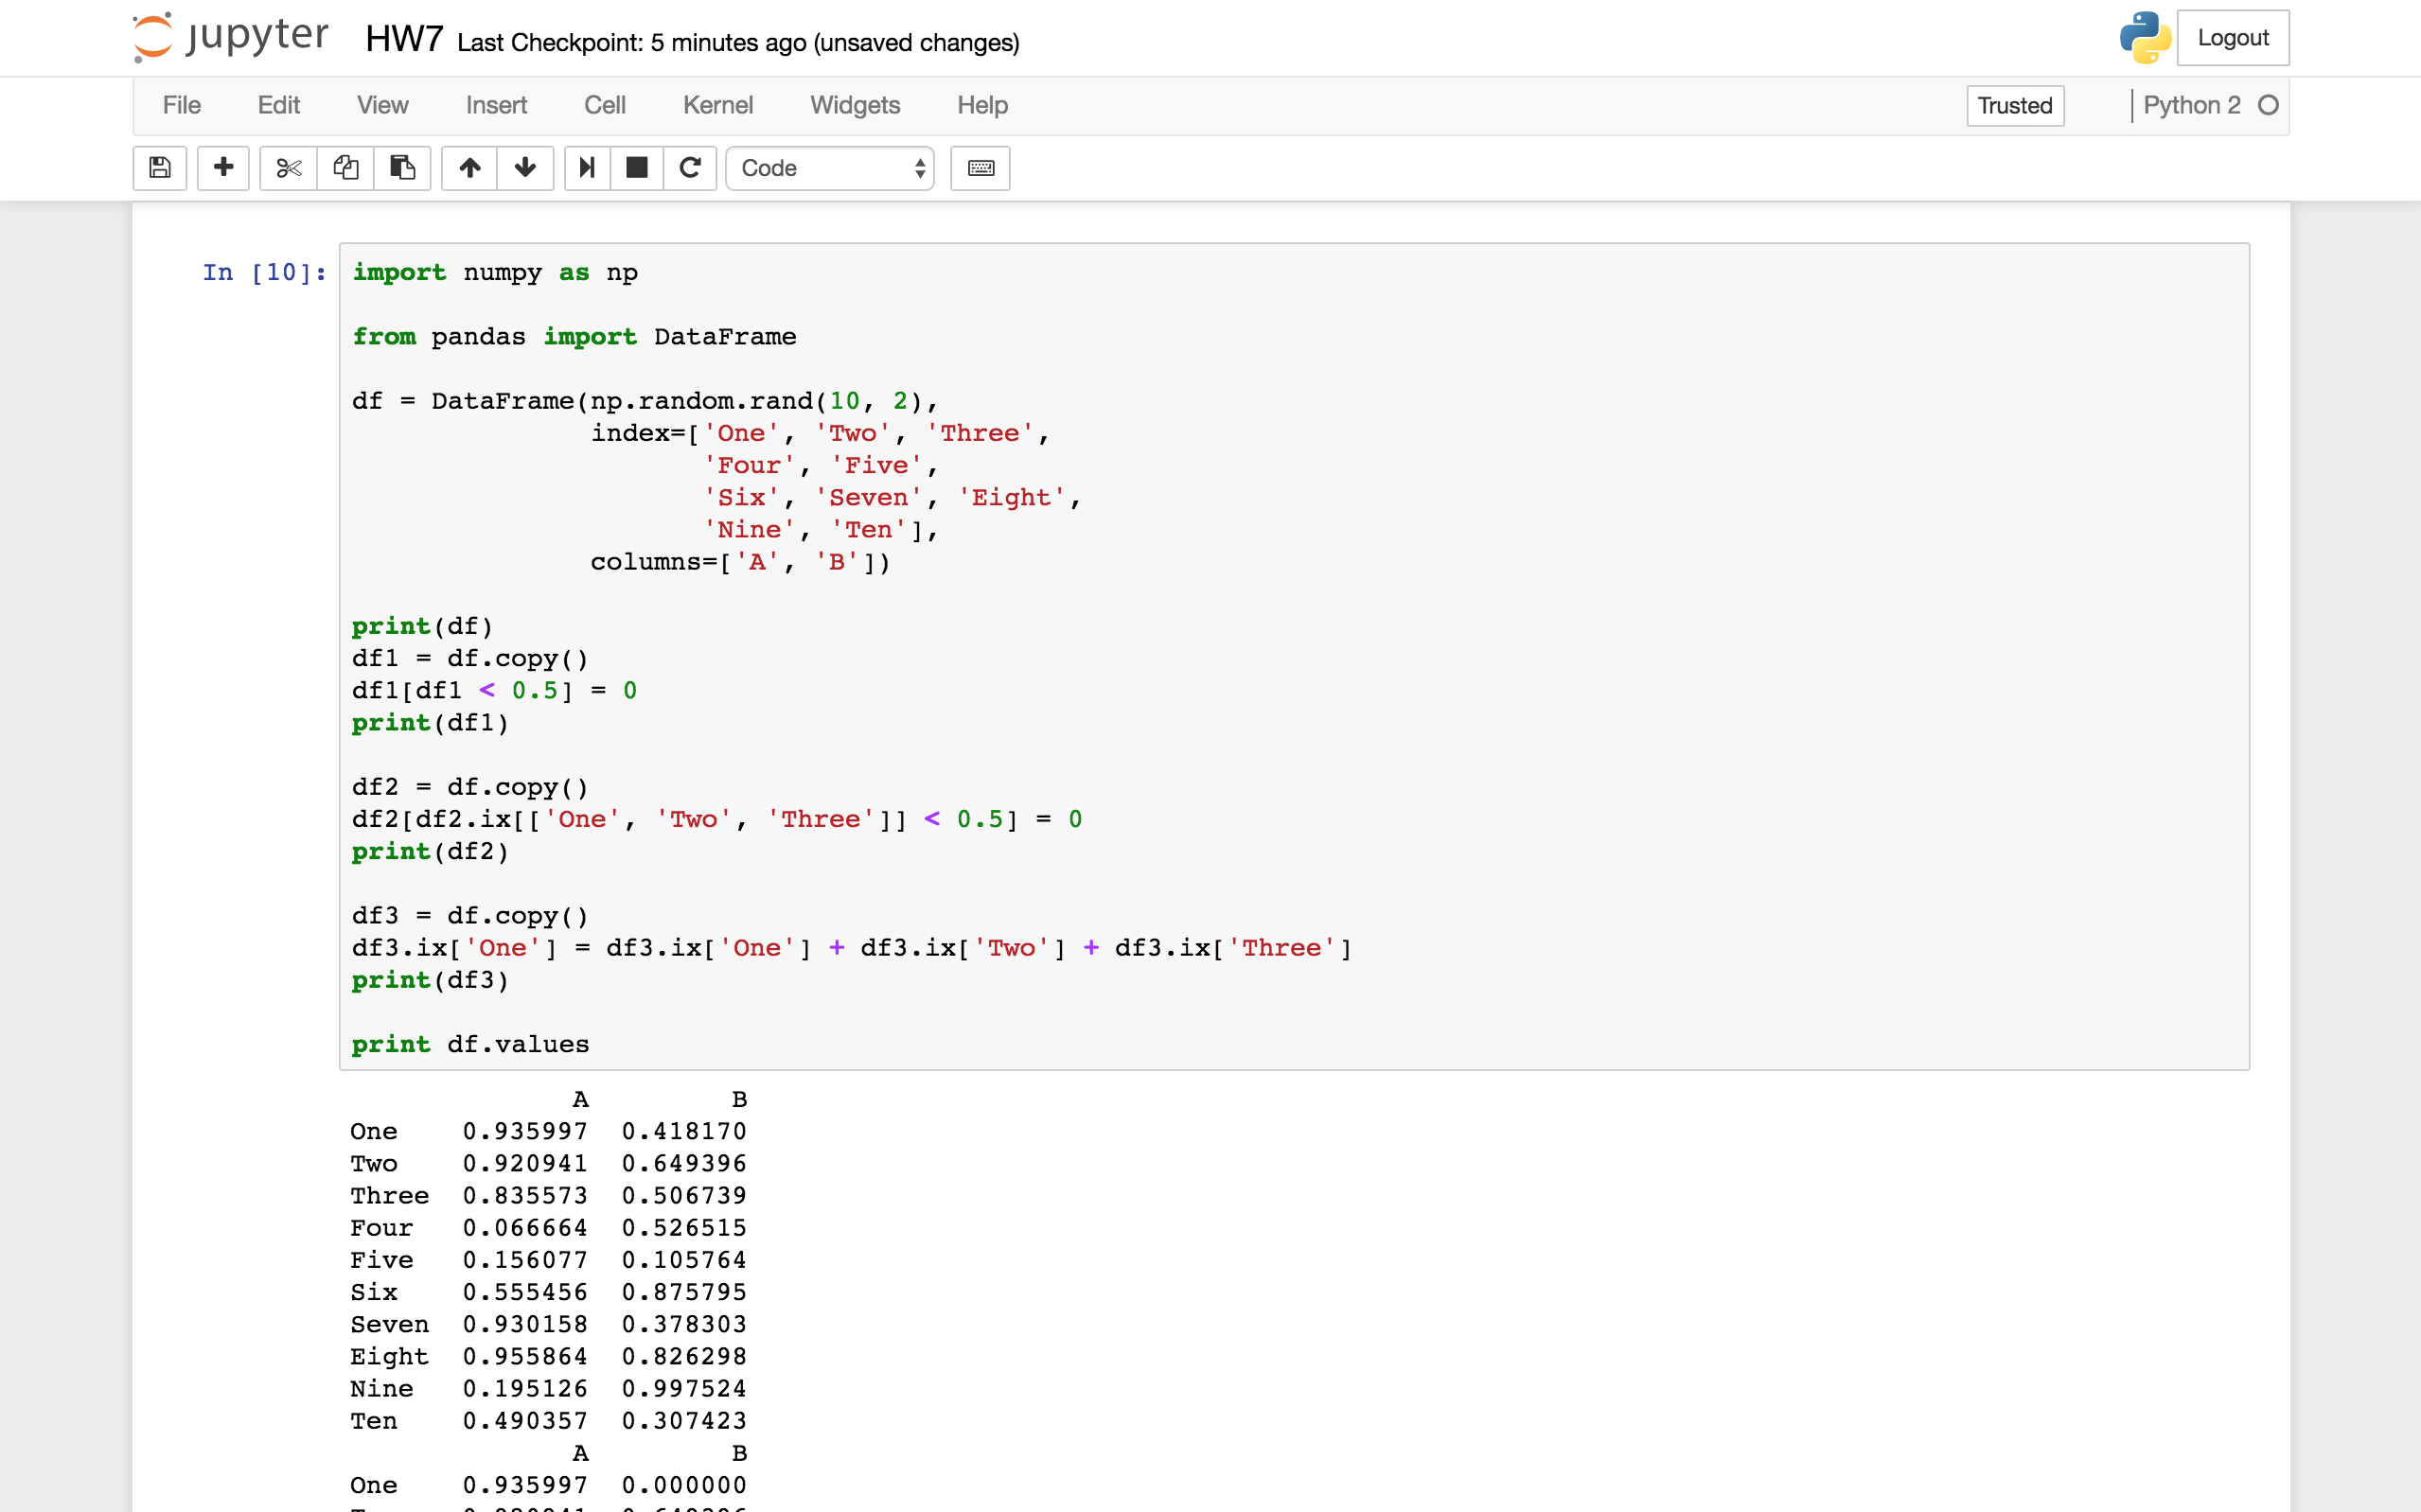 jupyter HW7 Last Checkpoint: 5 minutes ago (unsaved changes) Logout
File Edit View Insert Cell Kernel Widgets Help Trusted Python 2
Code
In [10]: import numpy as np
from pandas import DataFrame
df = DataFrame(np.random.rand(10, 2),
index=['One', 'Two', 'Three',
'Four', 'Five',
'Six', 'Seven', 'Eight',
'Nine', 'Ten'],
columns=['A', 'B'])
print(df)
df1 = df.copy()
df1[df1 < 0.5] = 0
print(df1)
df2 = df.copy()
df2[df2.ix[['One', 'Two', 'Three']] < 0.5] = 0
print(df2)
df3 = df.copy()
df3.ix['One'] = df3.ix['One'] + df3.ix['Two'] + df3.ix['Three']
print(df3)
print df.values
A B
One 0.935997 0.418170
Two 0.920941 0.649396
Three 0.835573 0.506739
Four 0.066664 0.526515
Five 0.156077 0.105764
Six 0.555456 0.875795
Seven 0.930158 0.378303
Eight 0.955864 0.826298
Nine 0.195126 0.997524
Ten 0.490357 0.307423
A B
One 0.935997 0.000000